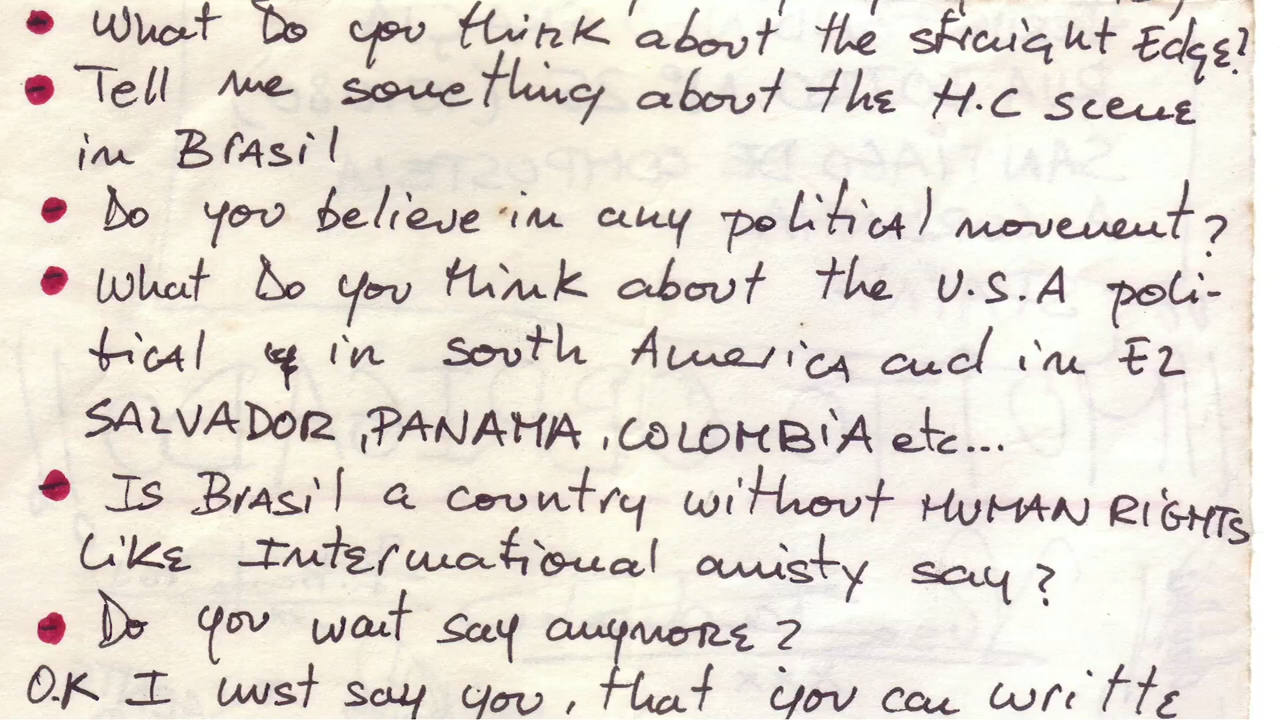 What Do you think about the straight Edge?
Tell me something about the H.C scene
in Brasil
Do you believe in any political movement?
What Do you think about the U.S.A poli-
tical in south America and in El
SALVADOR, PANAMA, COLOMBiA etc...
Is Brasil a country without HUMAN RIGHTS
like International amisty say?
Do you want say anymore?
O.K I must say you, that you can writte